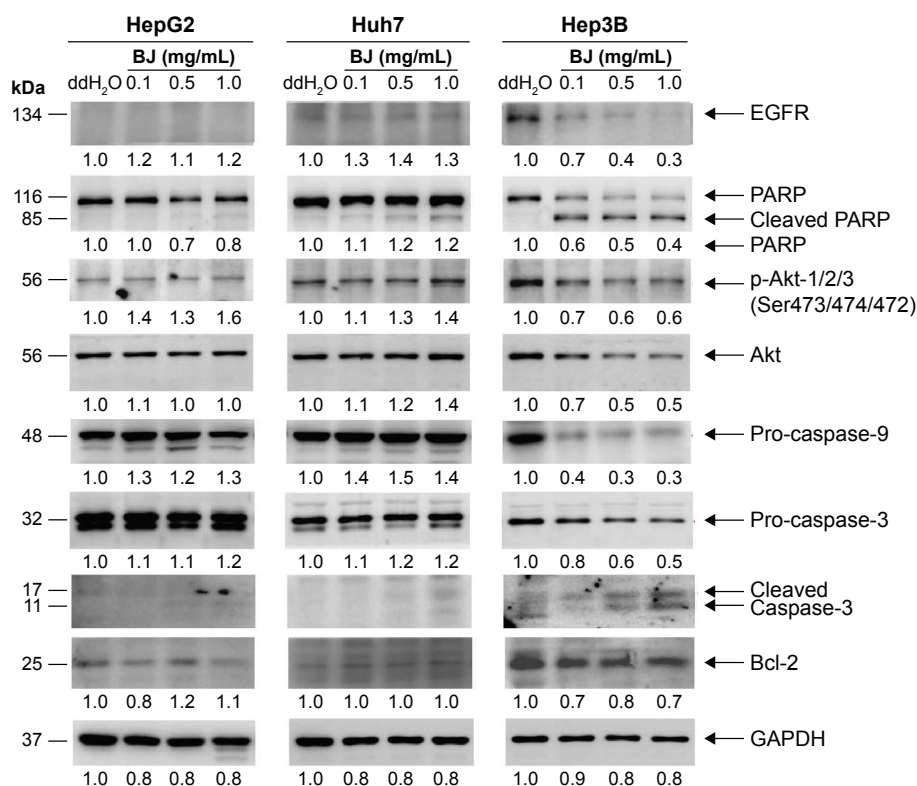 HepG2 Huh7 Hep3B
BJ (mg/mL) BJ (mg/mL) BJ (mg/mL)
kDa ddH2O 0.1 0.5 1.0 ddH2O 0.1 0.5 1.0 ddH2O 0.1 0.5 1.0
134 EGFR
1.0 1.2 1.1 1.2 1.0 1.3 1.4 1.3 1.0 0.7 0.4 0.3
116 PARP
85 Cleaved PARP
1.0 1.0 0.7 0.8 1.0 1.1 1.2 1.2 1.0 0.6 0.5 0.4 PARP
56 p-Akt-1/2/3
(Ser473/474/472)
1.0 1.4 1.3 1.6 1.0 1.1 1.3 1.4 1.0 0.7 0.6 0.6
56 Akt
1.0 1.1 1.0 1.0 1.0 1.1 1.2 1.4 1.0 0.7 0.5 0.5
48 Pro-caspase-9
1.0 1.3 1.2 1.3 1.0 1.4 1.5 1.4 1.0 0.4 0.3 0.3
32 Pro-caspase-3
1.0 1.1 1.1 1.2 1.0 1.1 1.2 1.2 1.0 0.8 0.6 0.5
17 Cleaved
11 Caspase-3
25 Bcl-2
1.0 0.8 1.2 1.1 1.0 1.0 1.0 1.0 1.0 0.7 0.8 0.7
37 GAPDH
1.0 0.8 0.8 0.8 1.0 0.8 0.8 0.8 1.0 0.9 0.8 0.8